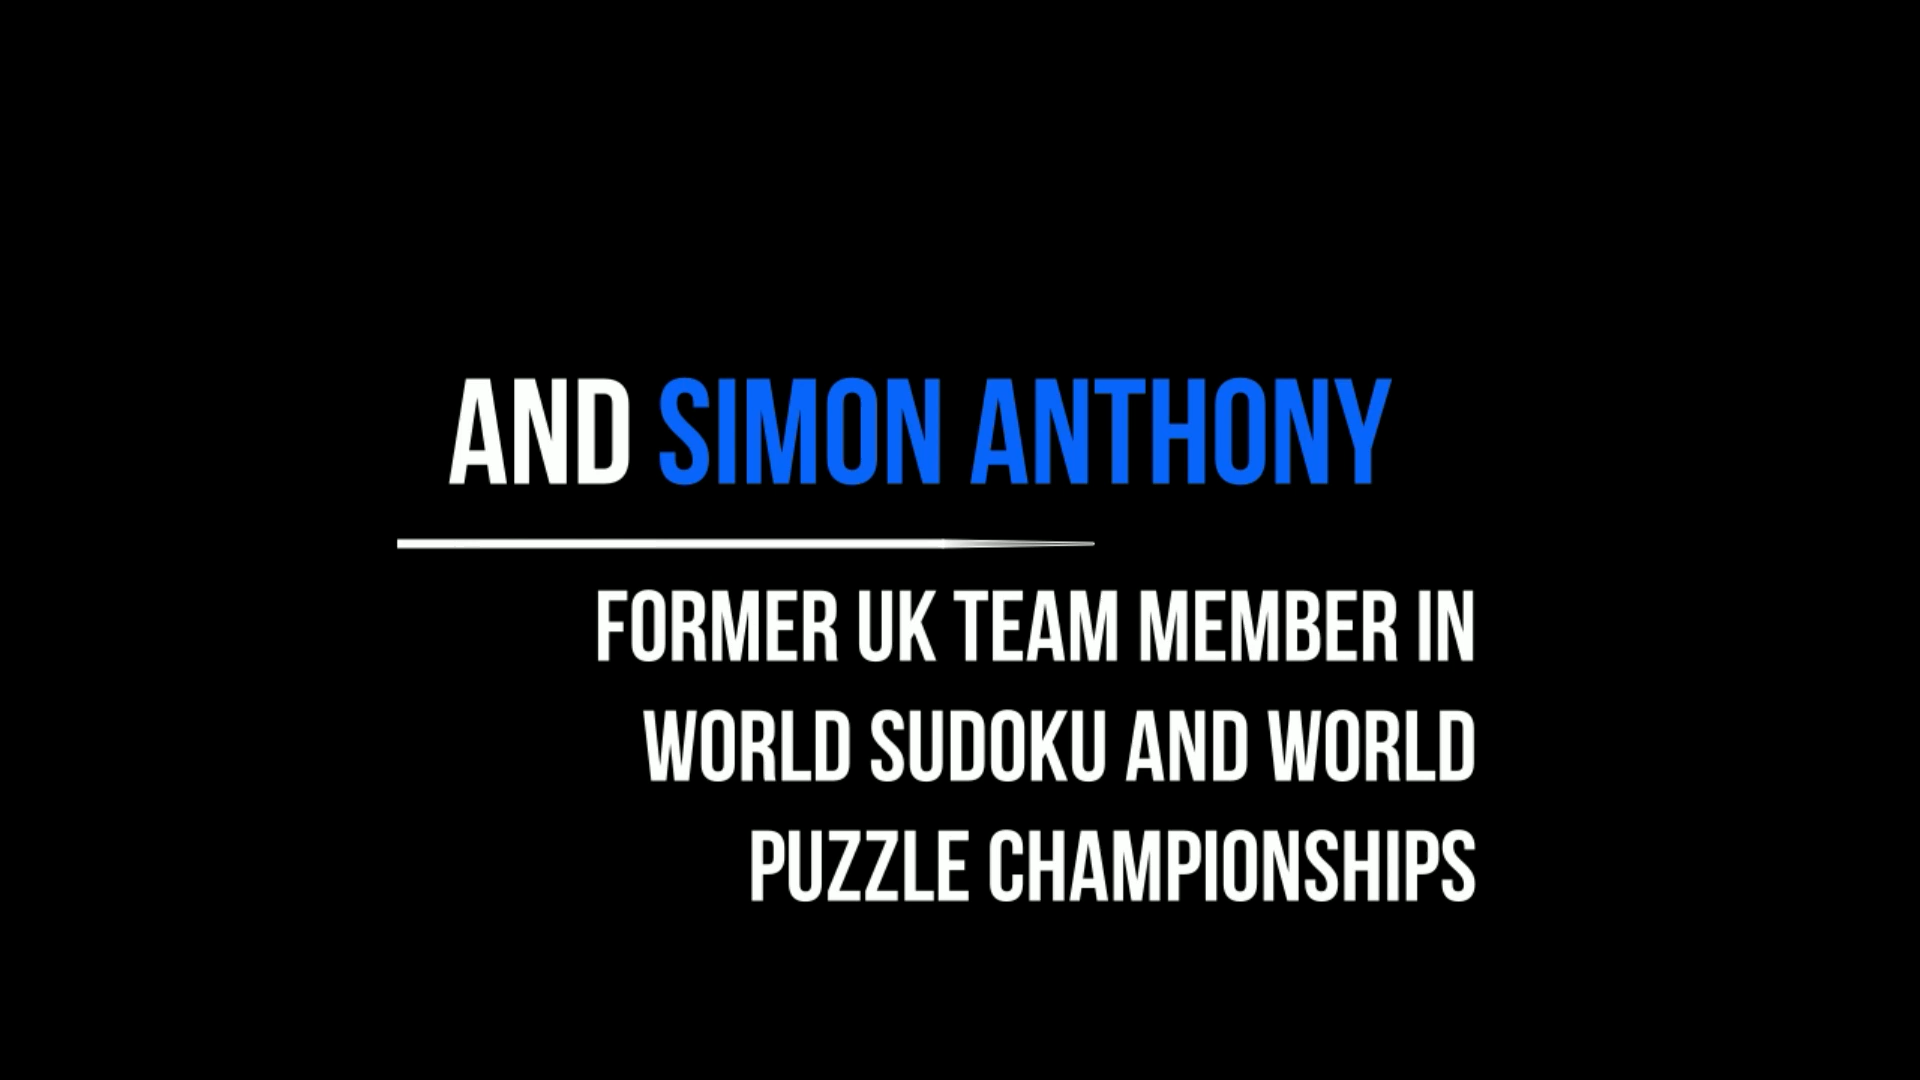 AND SIMON ANTHONY
FORMER UK TEAM MEMBER IN
WORLD SUDOKU AND WORLD
PUZZLE CHAMPIONSHIPS